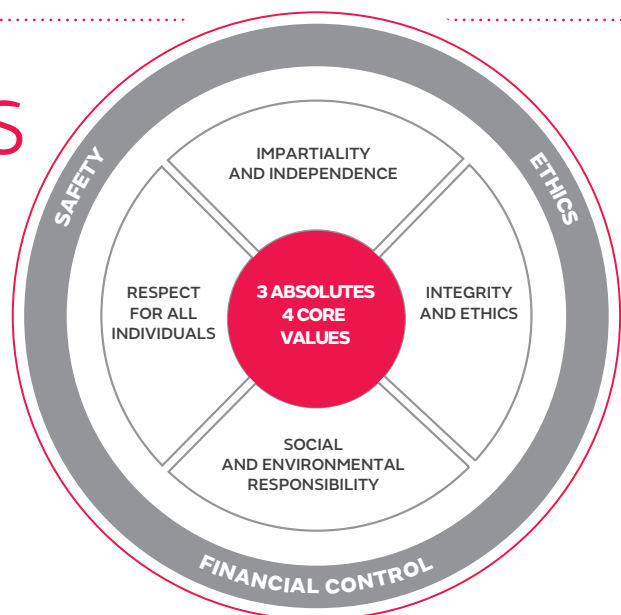 S
SAFETY
ETHICS
IMPARTIALITY
AND INDEPENDENCE
RESPECT
FOR ALL
INDIVIDUALS
3 ABSOLUTES
4 CORE
VALUES
INTEGRITY
AND ETHICS
SOCIAL
AND ENVIRONMENTAL
RESPONSIBILITY
FINANCIAL CONTROL